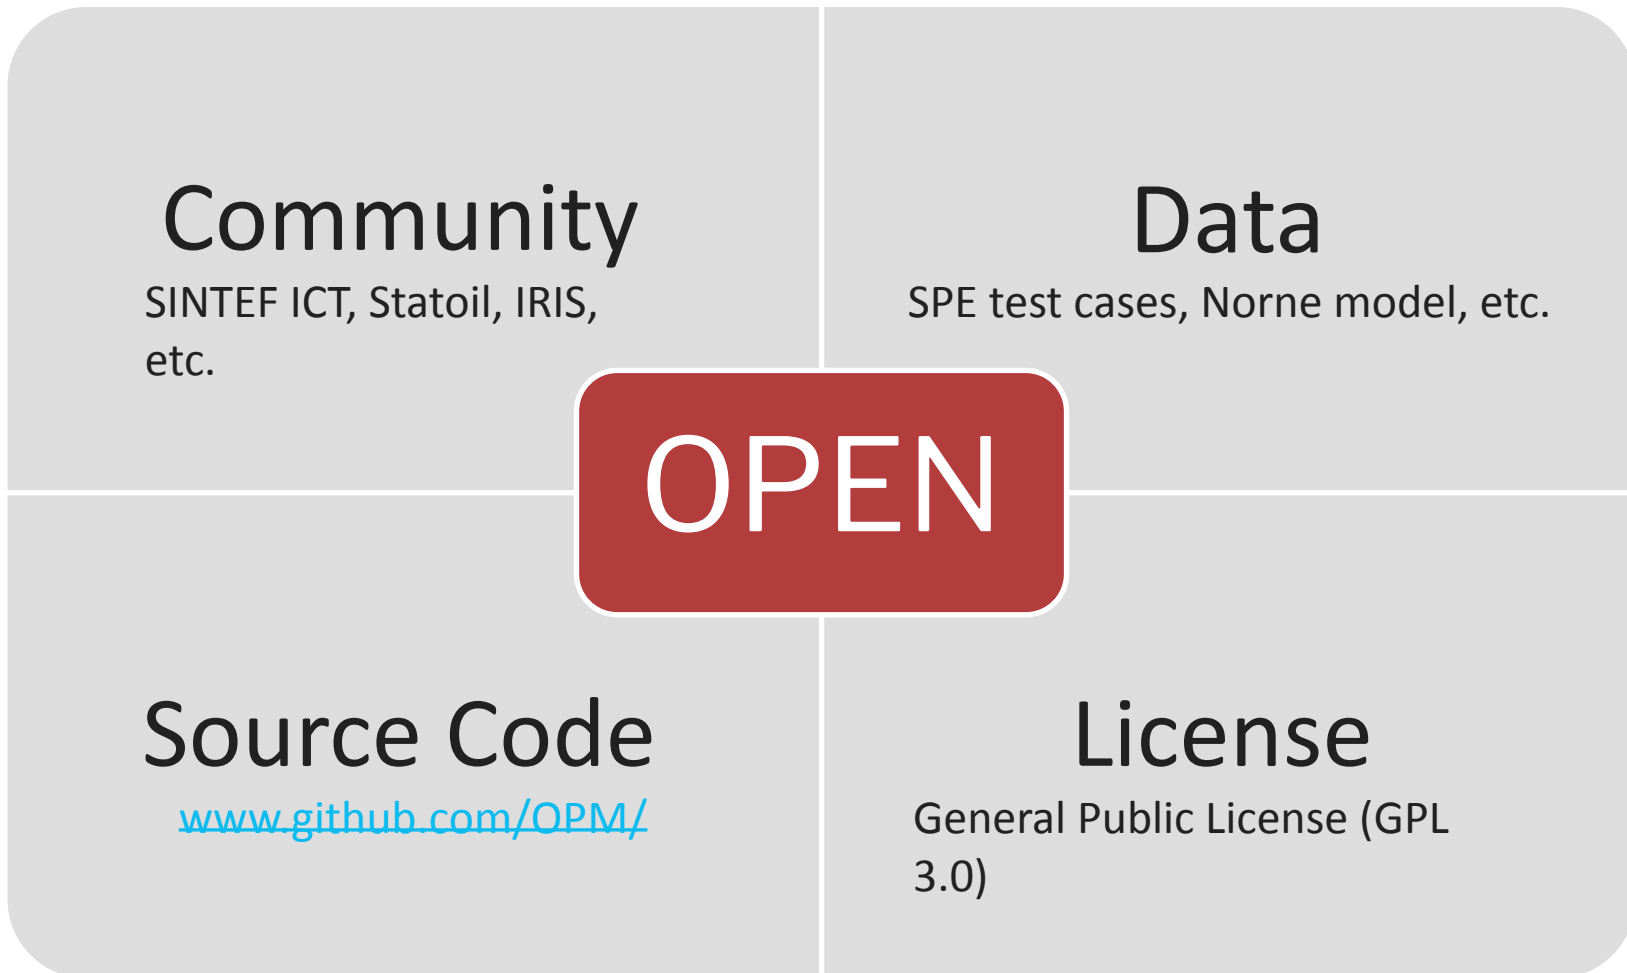 Community
SINTEF ICT, Statoil, IRIS,
etc.
Data
SPE test cases, Norne model, etc.
OPEN
Source Code
www.github.com/OPM/
License
General Public License (GPL
3.0)